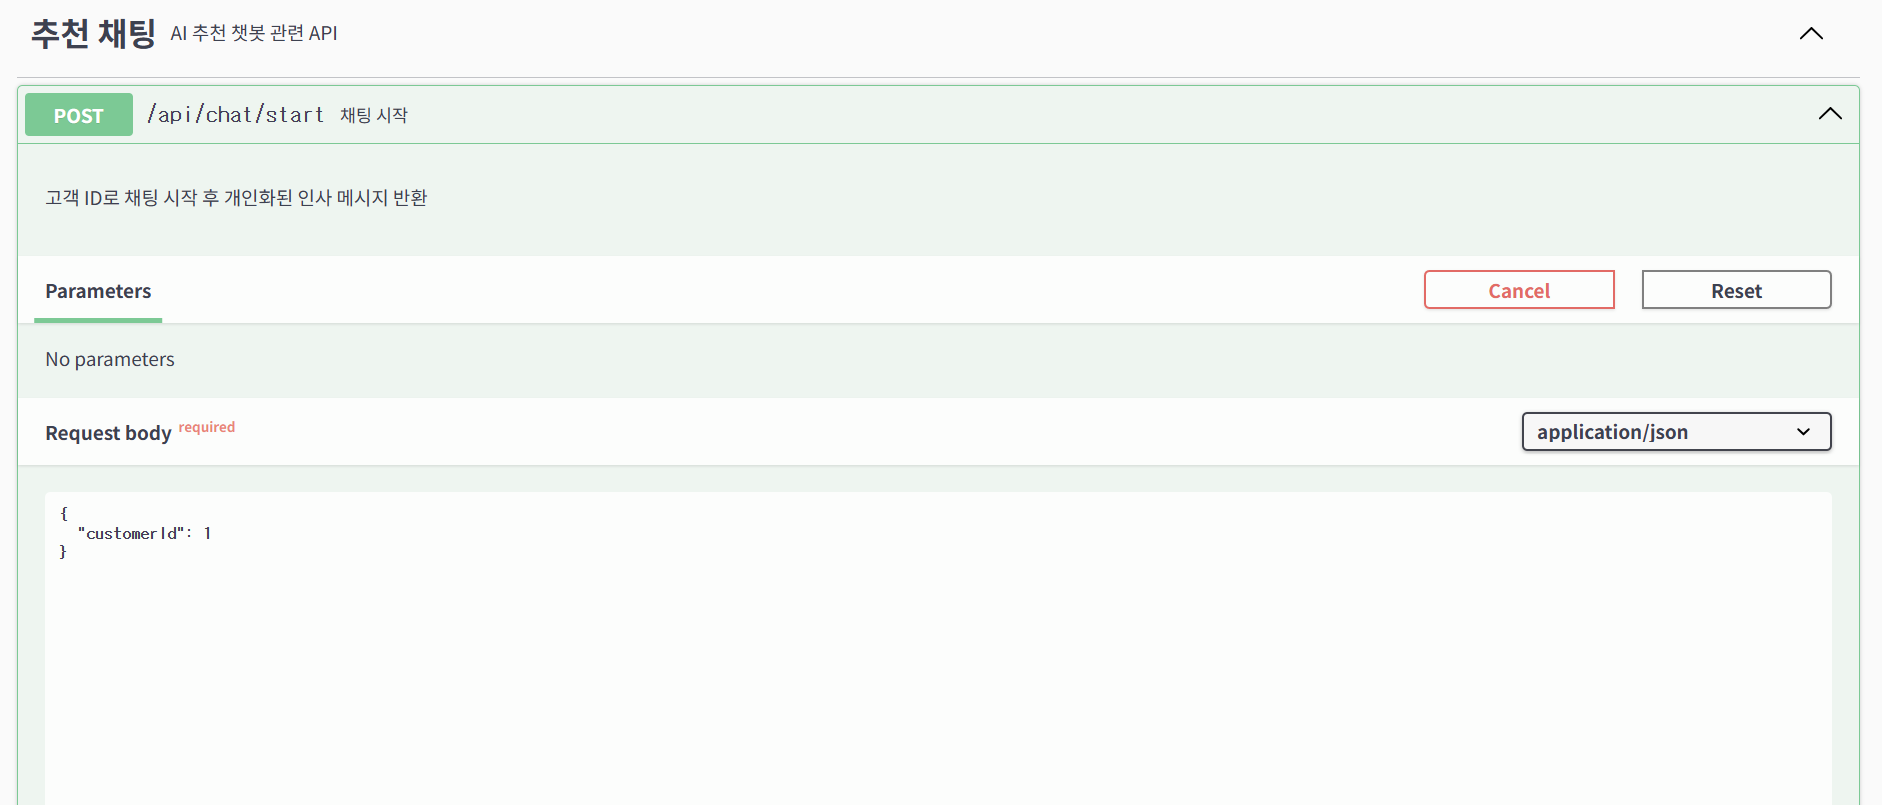 추천 채팅 AI 추천 챗봇 관련 API
POST /api/chat/start 채팅 시작
고객 ID로 채팅 시작 후 개인화된 인사 메시지 반환
Parameters Cancel Reset
No parameters
Request body required application/json
{
  "customerId": 1
}